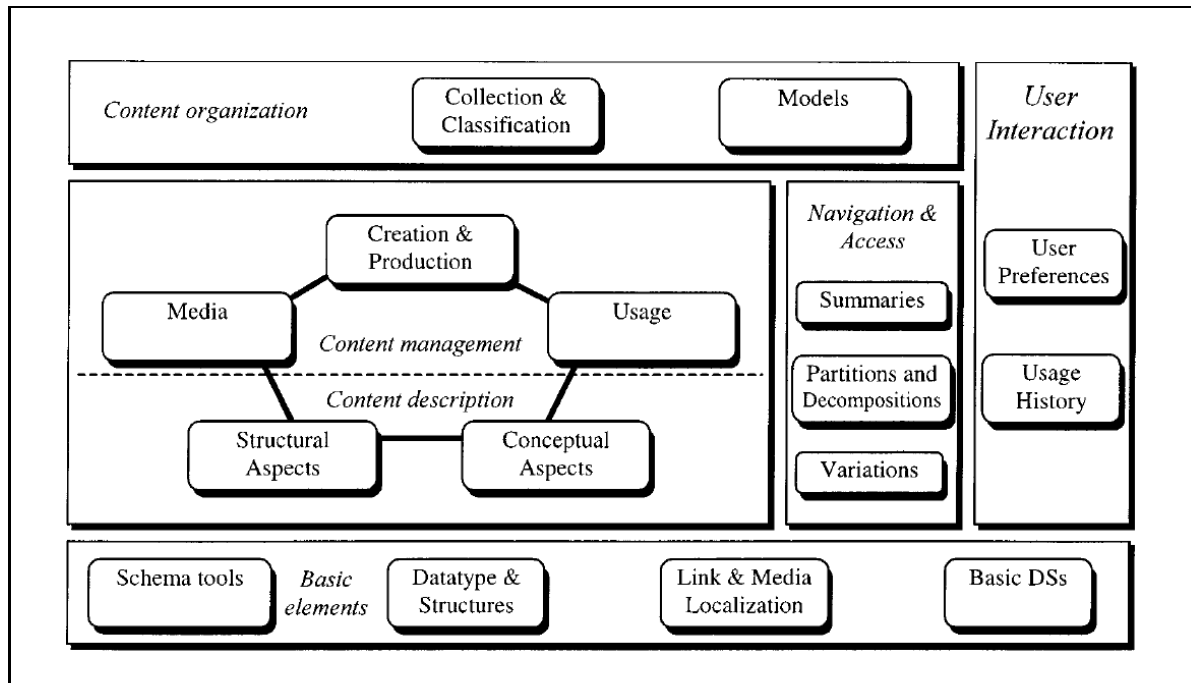 Content organization
Collection &
Classification
Models
User
Interaction
User
Preferences
Usage
History
Creation &
Production
Media
Usage
Content management
Content description
Structural
Aspects
Conceptual
Aspects
Navigation &
Access
Summaries
Partitions and
Decompositions
Variations
Schema tools
Basic
elements
Datatype &
Structures
Link & Media
Localization
Basic DSs